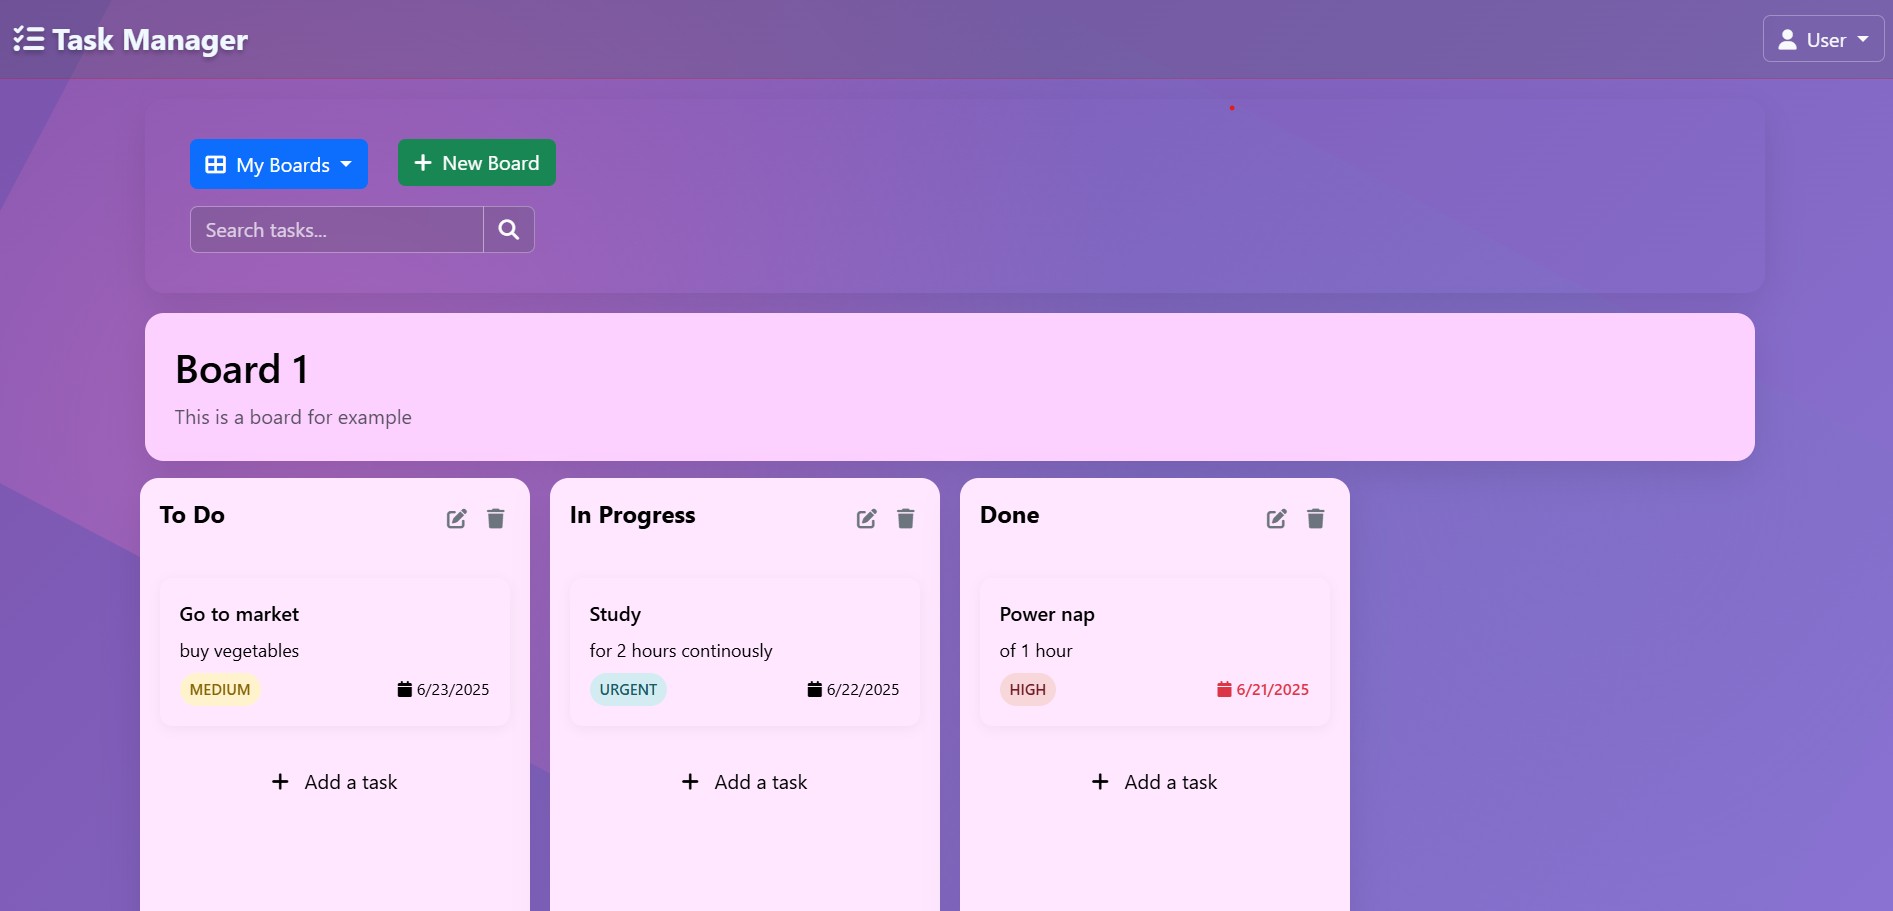 Task Manager
User
My Boards
New Board
Search tasks...
Board 1
This is a board for example
To Do
Go to market
buy vegetables
MEDIUM 6/23/2025
Add a task
In Progress
Study
for 2 hours continously
URGENT 6/22/2025
Add a task
Done
Power nap
of 1 hour
HIGH 6/21/2025
Add a task